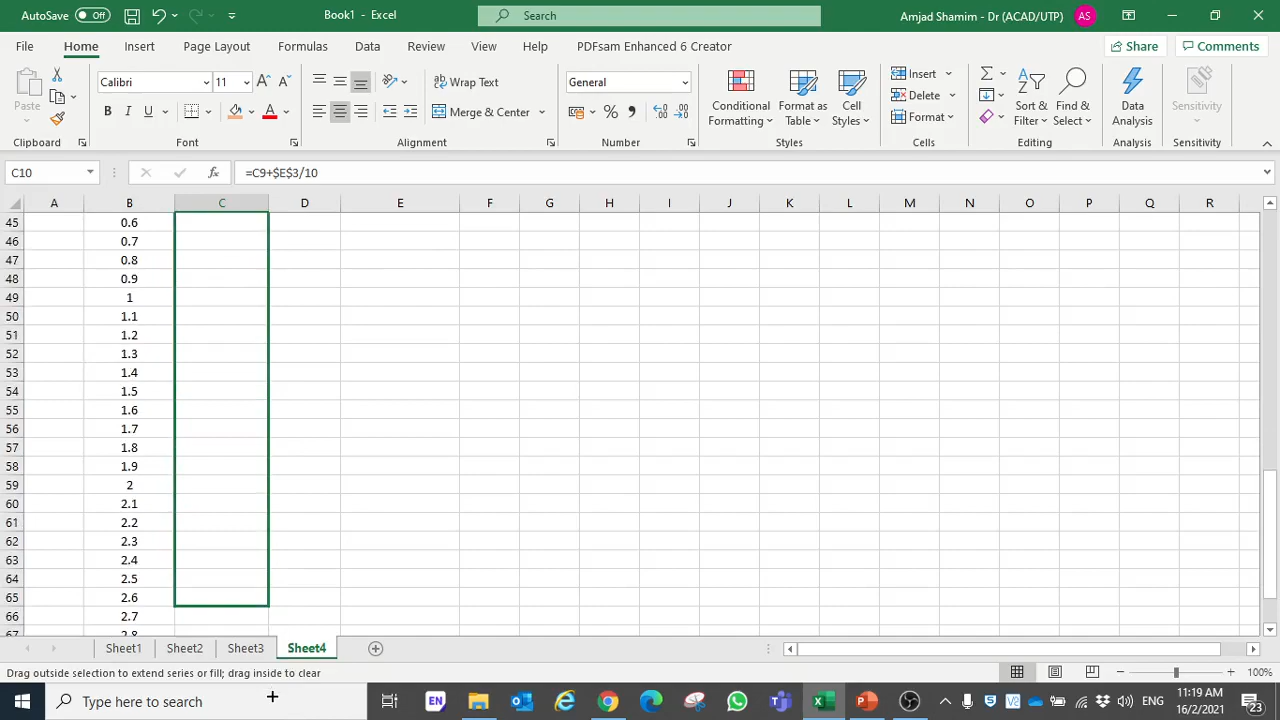 AutoSave Off
Book1 - Excel
Search
Amjad Shamim - Dr (ACAD/UTP)
AS
File Home Insert Page Layout Formulas Data Review View Help PDFsam Enhanced 6 Creator
Share Comments
Paste
Calibri 11
B I U A
Wrap Text
Merge & Center
General
%
Conditional Formatting
Format as Table
Cell Styles
Insert
Delete
Format
Sort & Filter
Find & Select
Data Analysis
Sensitivity
Clipboard Font Alignment Number Styles Cells Editing Analysis Sensitivity
C10 fx =C9+$E$3/10
A B C D E F G H I J K L M N O P Q R
45 0.6
46 0.7
47 0.8
48 0.9
49 1
50 1.1
51 1.2
52 1.3
53 1.4
54 1.5
55 1.6
56 1.7
57 1.8
58 1.9
59 2
60 2.1
61 2.2
62 2.3
63 2.4
64 2.5
65 2.6
66 2.7
67 2.8
Sheet1 Sheet2 Sheet3 Sheet4
Drag outside selection to extend series or fill; drag inside to clear
100%
Type here to search
EN
ENG
11:19 AM
16/2/2021
23